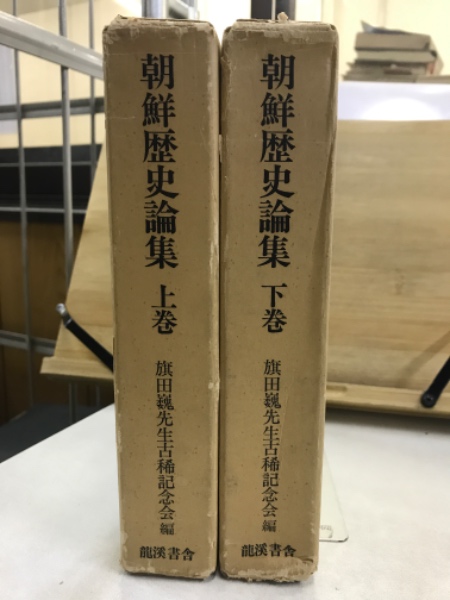 朝鮮歴史論集 上巻
旗田巍先生古稀記念会 編
龍溪書舎
朝鮮歴史論集 下巻
旗田巍先生古稀記念会 編
龍溪書舎